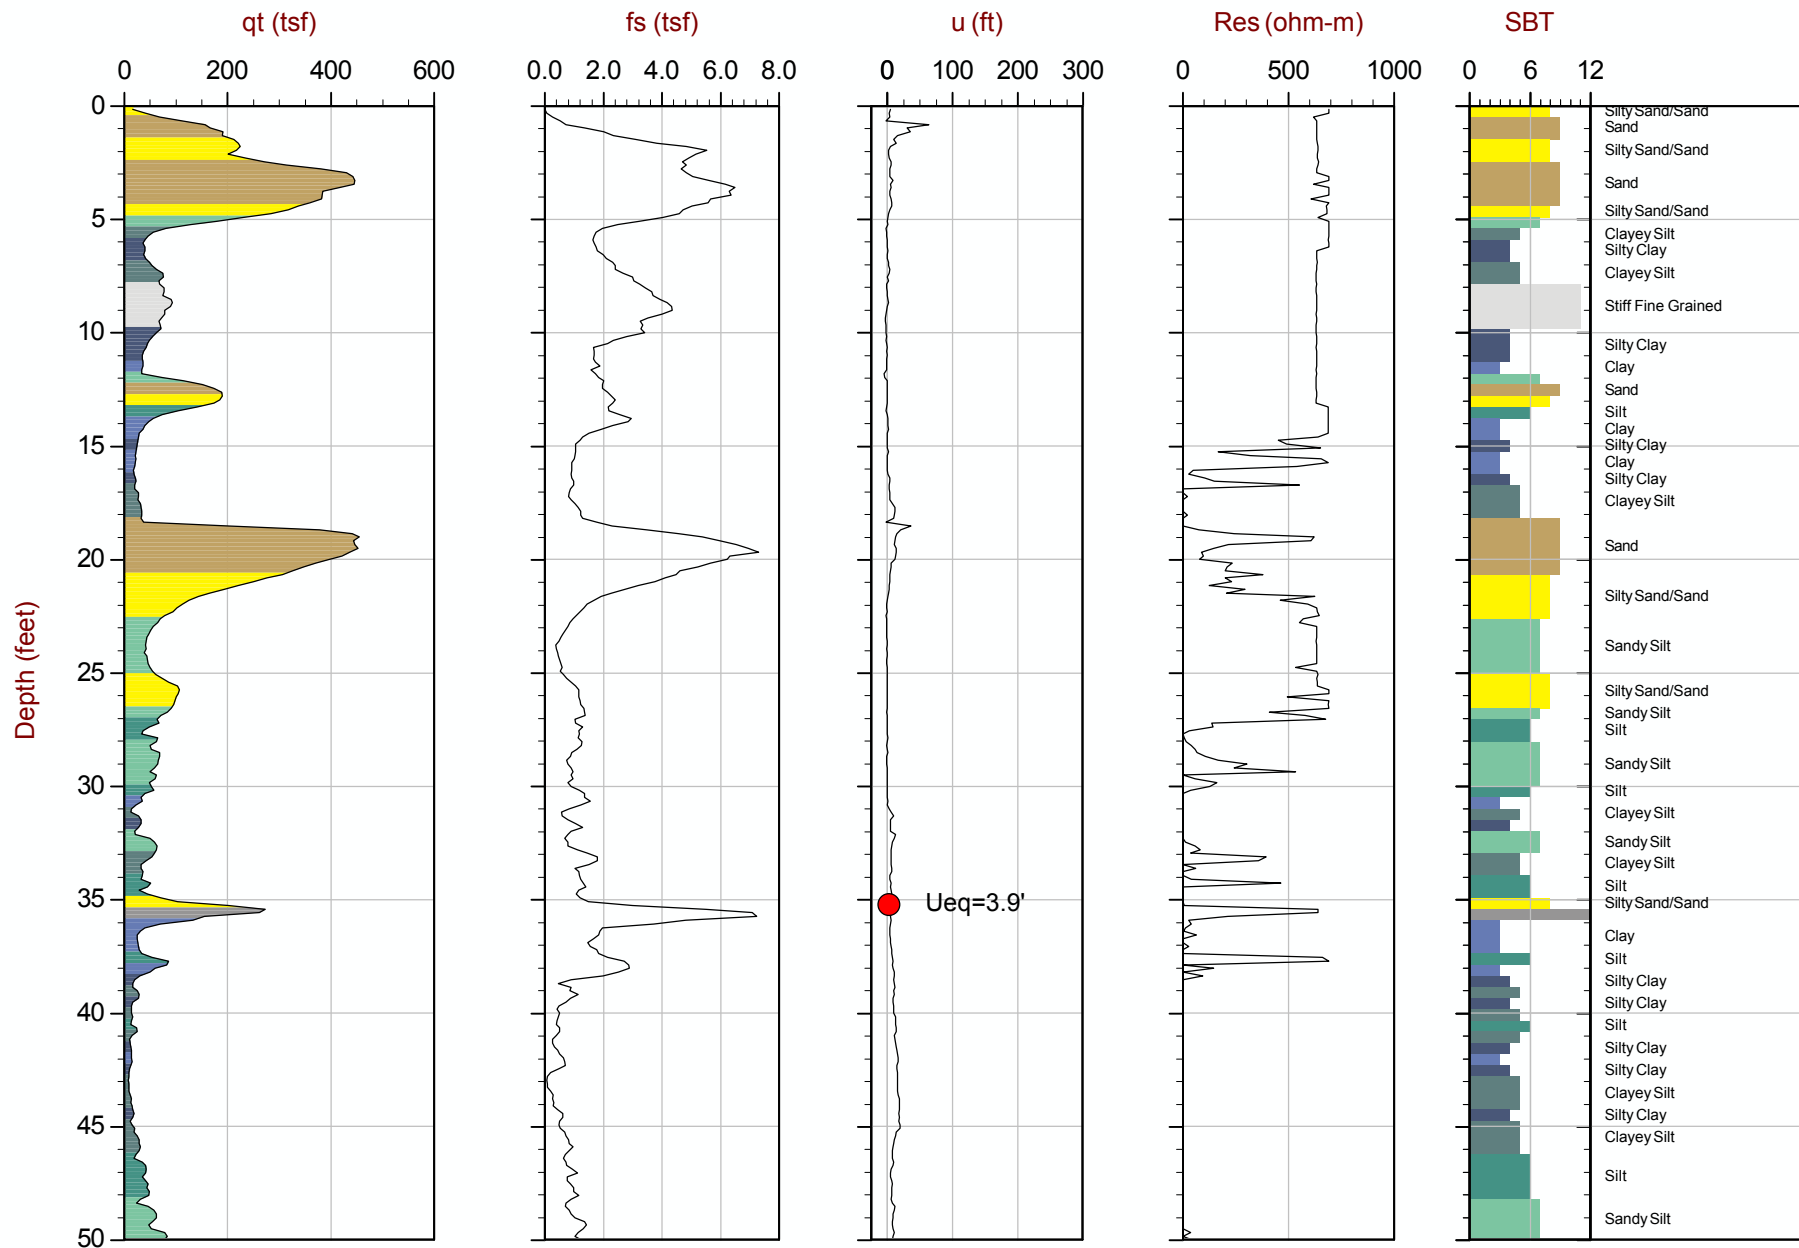 qt (tsf) fs (tsf) u (ft) Res (ohm-m) SBT
0 200 400 600 0.0 2.0 4.0 6.0 8.0 0 100 200 300 0 500 1000 0 6 12
0
Silty Sand/Sand
Sand
Silty Sand/Sand
Sand
Silty Sand/Sand
5
Clayey Silt
Silty Clay
Clayey Silt
Stiff Fine Grained
10
Silty Clay
Clay
Sand
Silt
Clay
15
Silty Clay
Clay
Silty Clay
Clayey Silt
Sand
20
Silty Sand/Sand
Sandy Silt
25
Depth (feet)
Silty Sand/Sand
Sandy Silt
Silt
Sandy Silt
30
Silt
Clayey Silt
Sandy Silt
Clayey Silt
Silt
35
Ueq=3.9'
Silty Sand/Sand
Clay
Silt
Silty Clay
Silty Clay
40
Silt
Silty Clay
Silty Clay
Clayey Silt
Silty Clay
45
Clayey Silt
Silt
Sandy Silt
50